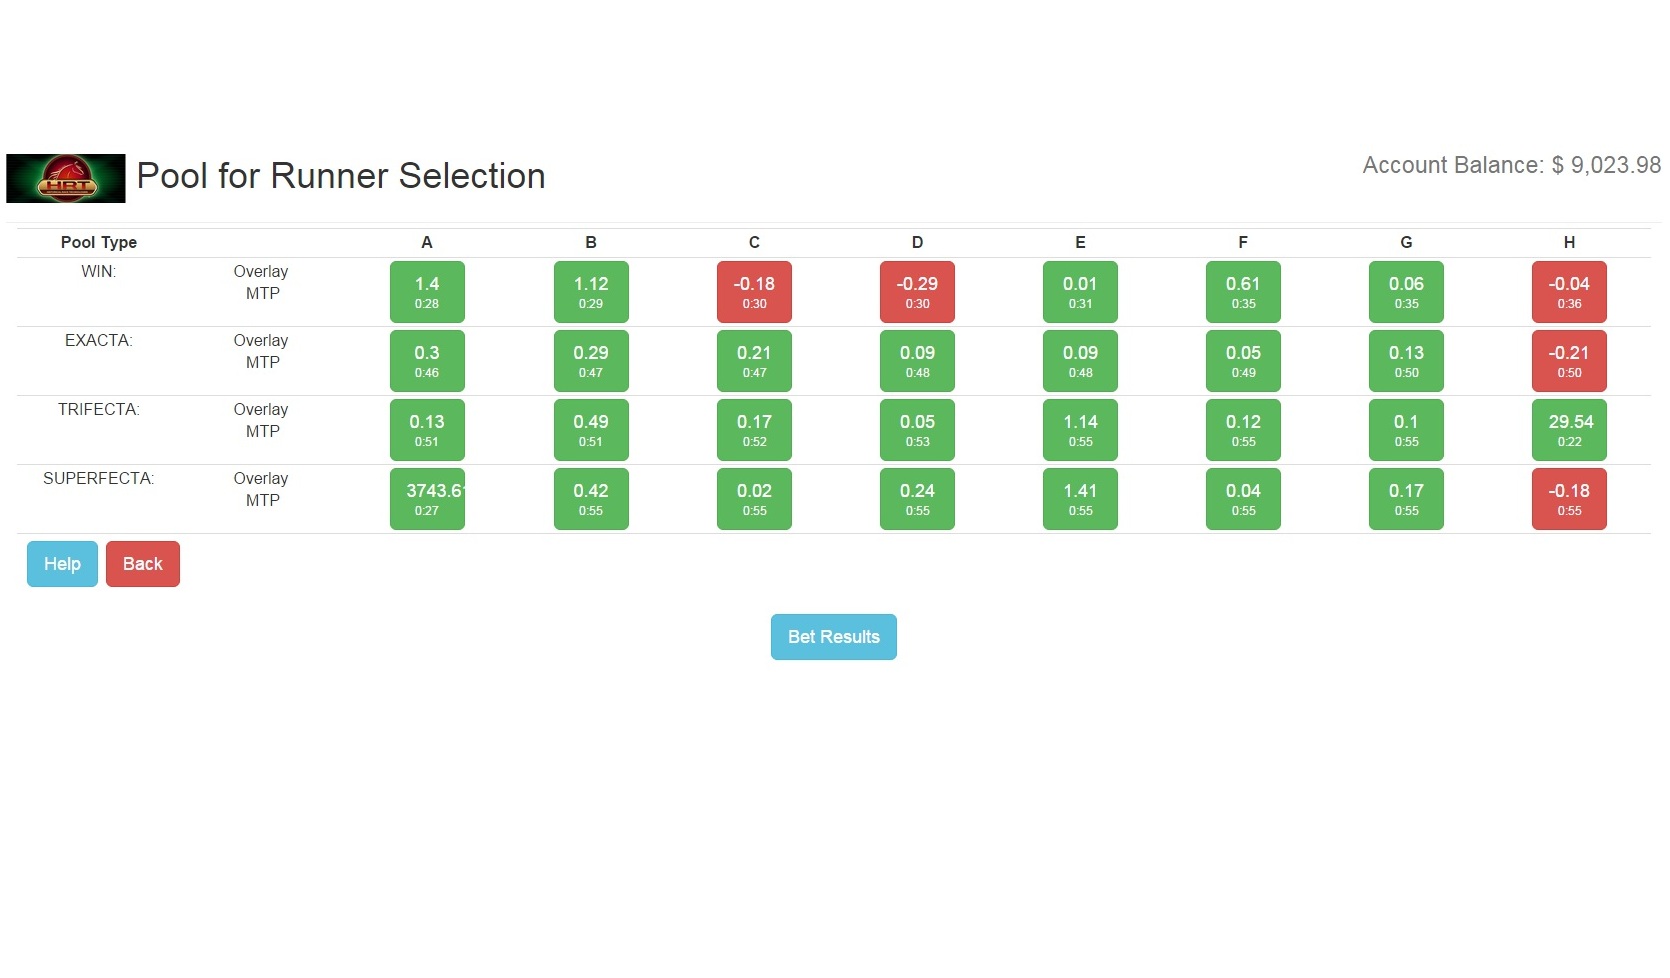 HRT
Pool for Runner Selection
Account Balance: $ 9,023.98
Pool Type A B C D E F G H
WIN: Overlay 1.4 1.12 -0.18 -0.29 0.01 0.61 0.06 -0.04
MTP 0:28 0:29 0:30 0:30 0:31 0:35 0:35 0:36
EXACTA: Overlay 0.3 0.29 0.21 0.09 0.09 0.05 0.13 -0.21
MTP 0:46 0:47 0:47 0:48 0:48 0:49 0:50 0:50
TRIFECTA: Overlay 0.13 0.49 0.17 0.05 1.14 0.12 0.1 29.54
MTP 0:51 0:51 0:52 0:53 0:55 0:55 0:55 0:22
SUPERFECTA: Overlay 3743.6 0.42 0.02 0.24 1.41 0.04 0.17 -0.18
MTP 0:27 0:55 0:55 0:55 0:55 0:55 0:55 0:55
Help Back
Bet Results